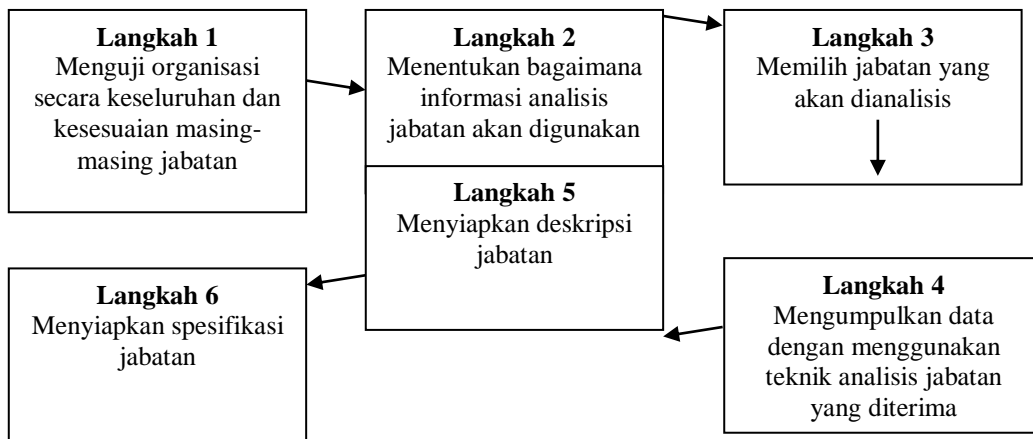 Langkah 1
Menguji organisasi
secara keseluruhan dan
kesesuaian masing-
masing jabatan
Langkah 2
Menentukan bagaimana
informasi analisis
jabatan akan digunakan
Langkah 3
Memilih jabatan yang
akan dianalisis
Langkah 4
Mengumpulkan data
dengan menggunakan
teknik analisis jabatan
yang diterima
Langkah 5
Menyiapkan deskripsi
jabatan
Langkah 6
Menyiapkan spesifikasi
jabatan